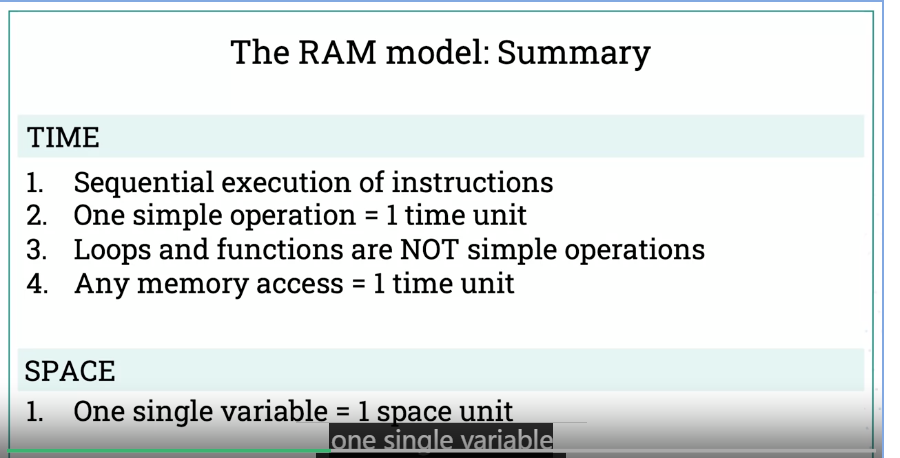 The RAM model: Summary
TIME
1. Sequential execution of instructions
2. One simple operation = 1 time unit
3. Loops and functions are NOT simple operations
4. Any memory access = 1 time unit
SPACE
1. One single variable = 1 space unit
one single variable